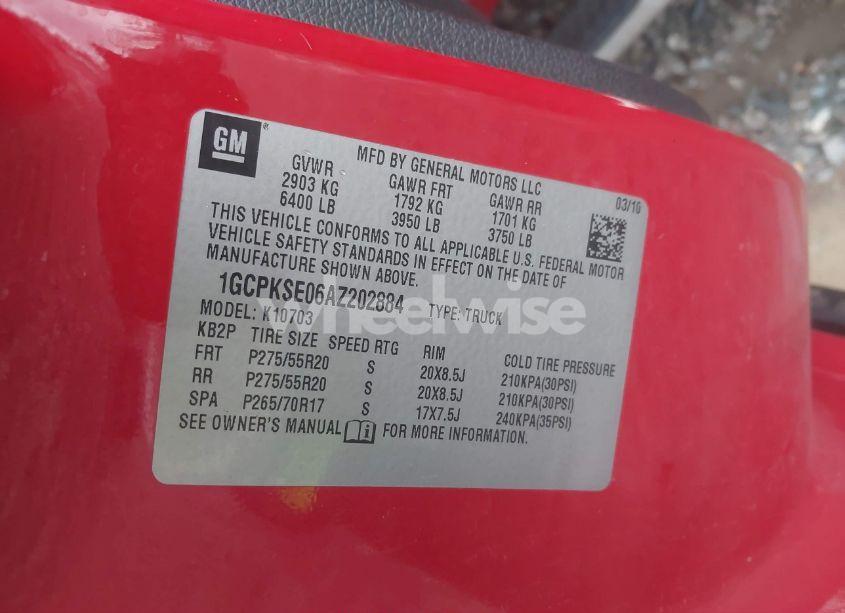 GM
MFD BY GENERAL MOTORS LLC
03/10
GVWR GAWR FRT GAWR RR
2903 KG 1792 KG 1701 KG
6400 LB 3950 LB 3750 LB
THIS VEHICLE CONFORMS TO ALL APPLICABLE U.S. FEDERAL MOTOR
VEHICLE SAFETY STANDARDS IN EFFECT ON THE DATE OF
MANUFACTURE SHOWN ABOVE.
1GCPKSE06AZ202884 TYPE: TRUCK
MODEL: K10703
wheelwise
KB2P TIRE SIZE SPEED RTG RIM COLD TIRE PRESSURE
FRT P275/55R20 S 20X8.5J 210KPA(30PSI)
RR P275/55R20 S 20X8.5J 210KPA(30PSI)
SPA P265/70R17 S 17X7.5J 240KPA(35PSI)
SEE OWNER'S MANUAL FOR MORE INFORMATION.